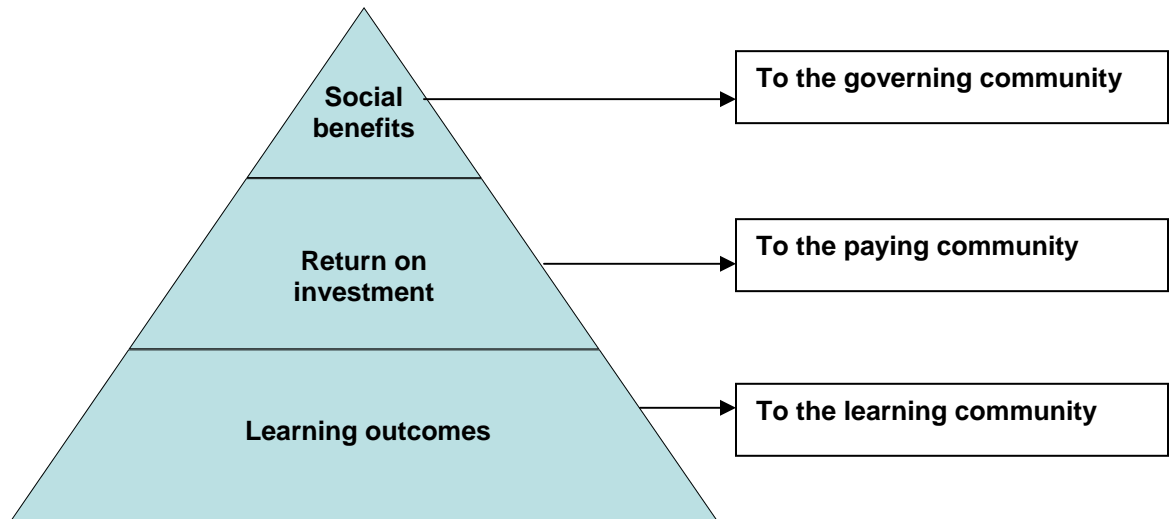 Social
benefits
To the governing community
Return on
investment
To the paying community
Learning outcomes
To the learning community